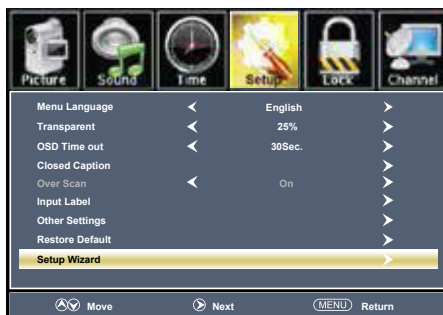 Picture Sound Time Setup Lock Channel
Menu Language English
Transparent 25%
OSD Time out 30Sec.
Closed Caption
Over Scan On
Input Label
Other Settings
Restore Default
Setup Wizard
Move Next MENU Return